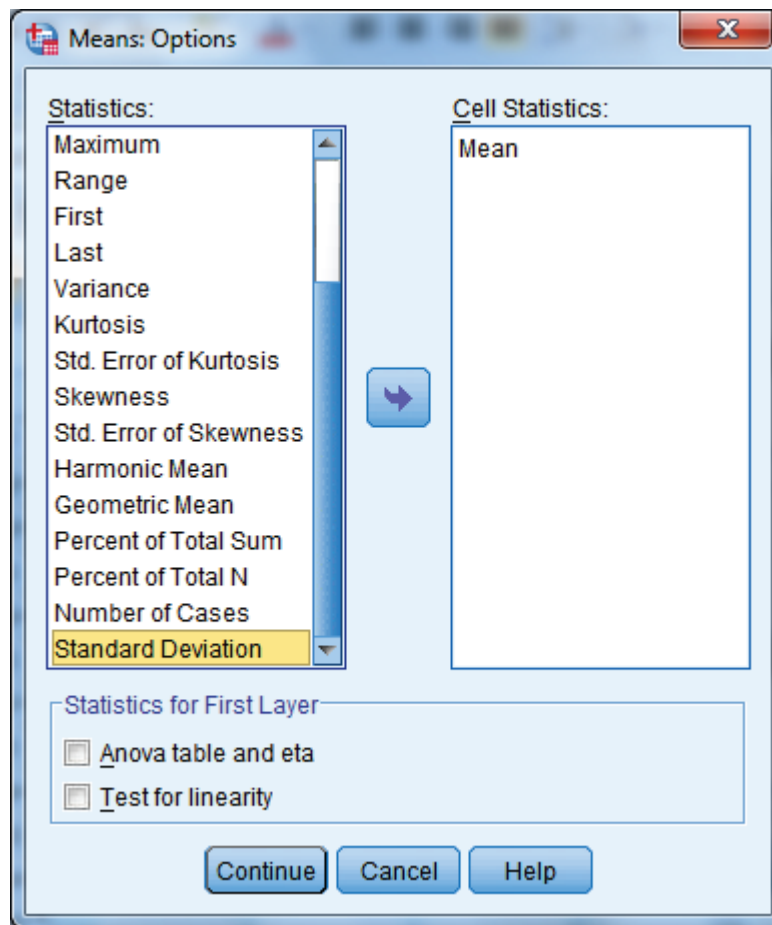 Means: Options
Statistics:
Maximum
Range
First
Last
Variance
Kurtosis
Std. Error of Kurtosis
Skewness
Std. Error of Skewness
Harmonic Mean
Geometric Mean
Percent of Total Sum
Percent of Total N
Number of Cases
Standard Deviation
Cell Statistics:
Mean
Statistics for First Layer
Anova table and eta
Test for linearity
Continue
Cancel
Help